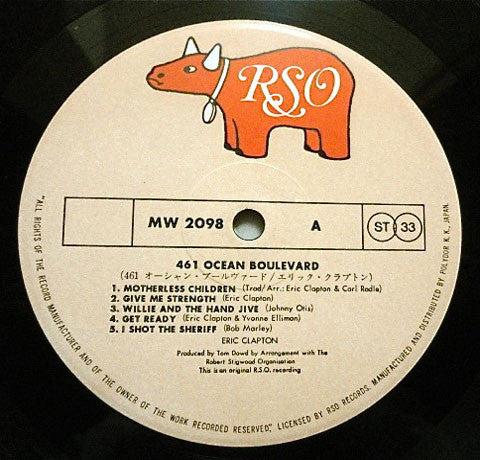 RSO
MW 2098 A ST 33
461 OCEAN BOULEVARD
(461 オーシャン・ブールヴァード/エリック・クラプトン)
1. MOTHERLESS CHILDREN (Trad/Arr.: Eric Clapton & Carl Radle)
2. GIVE ME STRENGTH (Eric Clapton)
3. WILLIE AND THE HAND JIVE (Johnny Otis)
4. GET READY (Eric Clapton & Yvonne Elliman)
5. I SHOT THE SHERIFF (Bob Marley)
ERIC CLAPTON
Produced by Tom Dowd by Arrangement with The
Robert Stigwood Organisation
This is an original R.S.O. recording
"ALL RIGHTS OF THE RECORD MANUFACTURER AND OF THE OWNER OF THE WORK RECORDED RESERVED", LICENSED BY RSO RECORDS. MANUFACTURED AND DISTRIBUTED BY POLYDOR K. K., JAPAN.